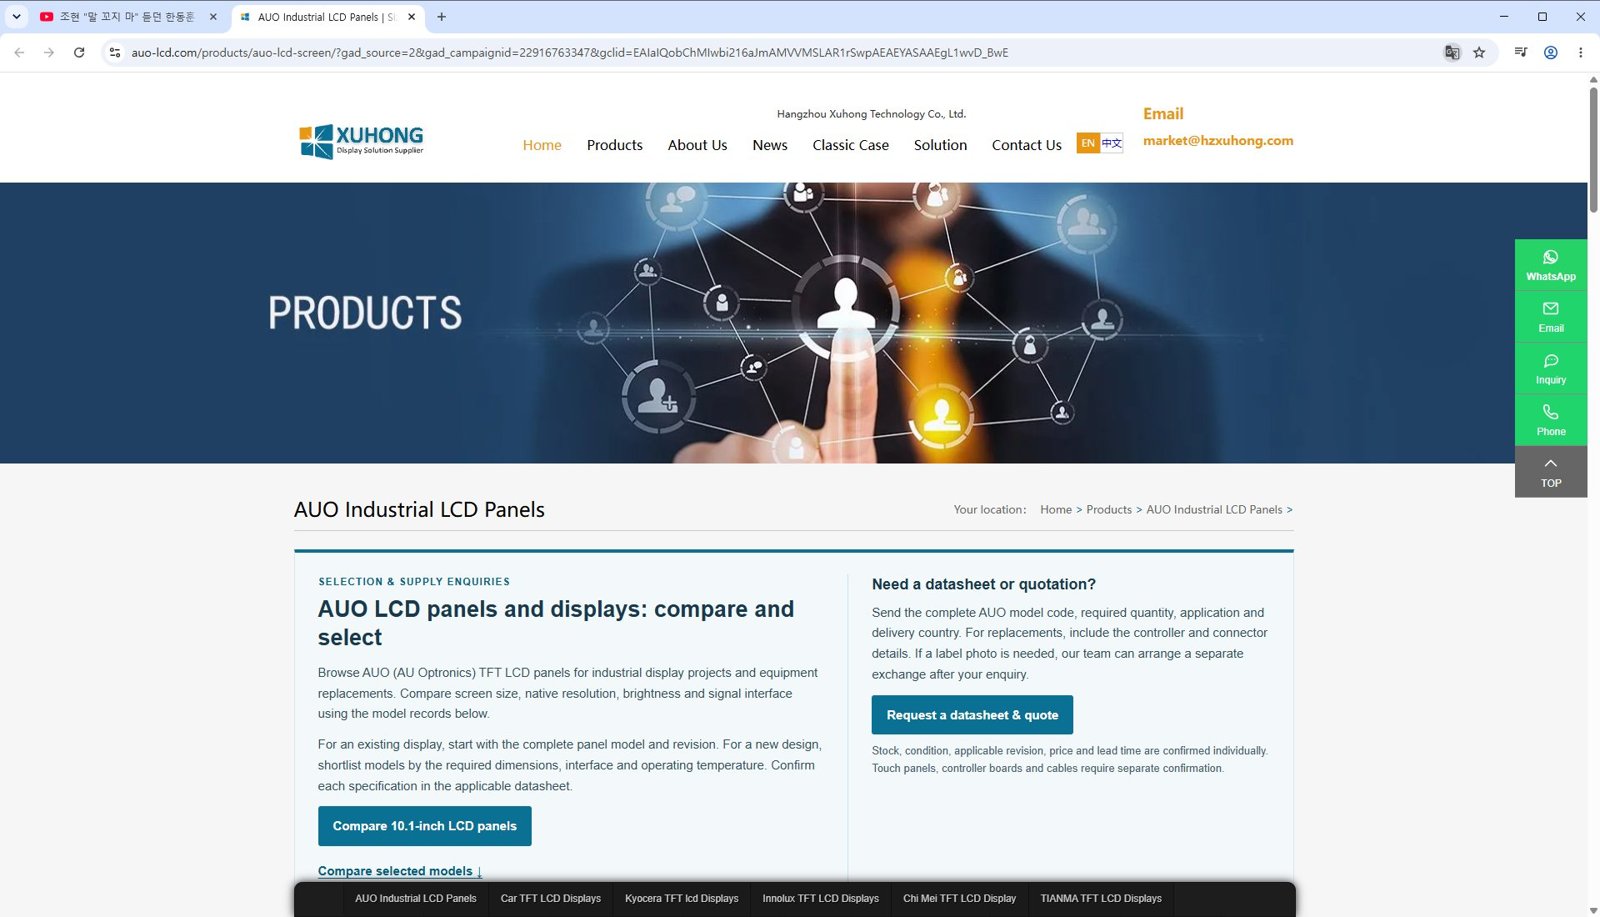 조현 "말 꼬지 마" 듣던 한동훈
AUO Industrial LCD Panels | S
auo-lcd.com/products/auo-lcd-screen/?gad_source=2&gad_campaignid=22916763347&gclid=EAIaIQobChMIwbi216aJmAMVVMSLAR1rSwpAEAEYASAAEgL1wvD_BwE
XUHONG
Display Solution Supplier
Hangzhou Xuhong Technology Co., Ltd.
Home Products About Us News Classic Case Solution Contact Us
EN 中文
Email
market@hzxuhong.com
PRODUCTS
WhatsApp
Email
Inquiry
Phone
TOP
AUO Industrial LCD Panels
Your location: Home > Products > AUO Industrial LCD Panels >
SELECTION & SUPPLY ENQUIRIES
AUO LCD panels and displays: compare and
select
Browse AUO (AU Optronics) TFT LCD panels for industrial display projects and equipment
replacements. Compare screen size, native resolution, brightness and signal interface
using the model records below.
For an existing display, start with the complete panel model and revision. For a new design,
shortlist models by the required dimensions, interface and operating temperature. Confirm
each specification in the applicable datasheet.
Compare 10.1-inch LCD panels
Compare selected models ↓
Need a datasheet or quotation?
Send the complete AUO model code, required quantity, application and
delivery country. For replacements, include the controller and connector
details. If a label photo is needed, our team can arrange a separate
exchange after your enquiry.
Request a datasheet & quote
Stock, condition, applicable revision, price and lead time are confirmed individually.
Touch panels, controller boards and cables require separate confirmation.
AUO Industrial LCD Panels Car TFT LCD Displays Kyocera TFT lcd Displays Innolux TFT LCD Displays Chi Mei TFT LCD Display TIANMA TFT LCD Displays